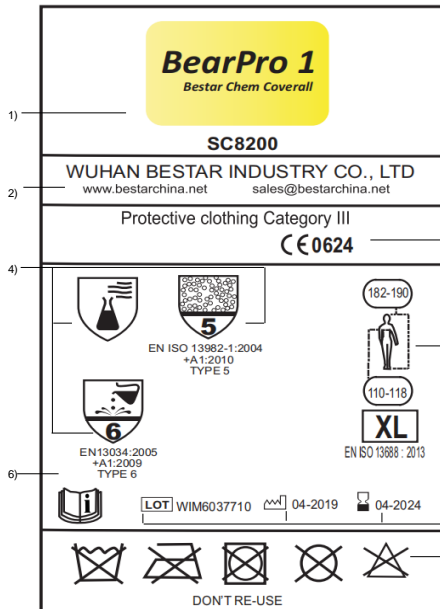 BearPro 1
Bestar Chem Coverall
1)
SC8200
WUHAN BESTAR INDUSTRY CO., LTD
2)
www.bestarchina.net sales@bestarchina.net
Protective clothing Category III
CE 0624
4)
5
EN ISO 13982-1:2004
+A1:2010
TYPE 5
182-190
110-118
XL
EN ISO 13688 : 2013
6
EN13034:2005
+A1:2009
TYPE 6
6)
i
LOT WIM6037710 04-2019 04-2024
DON'T RE-USE